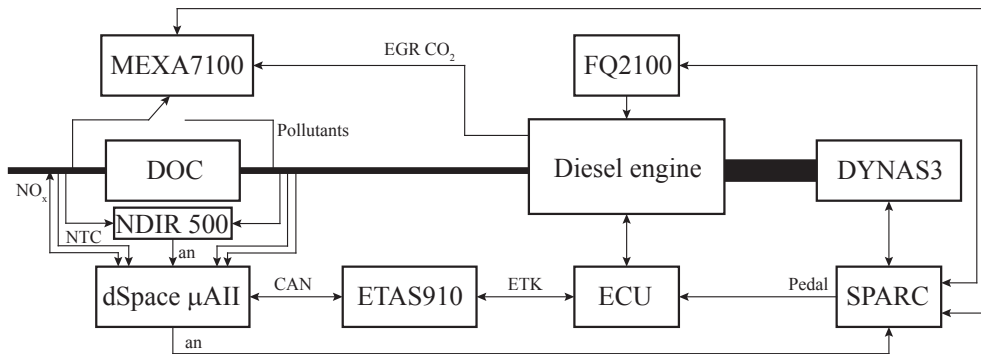 MEXA7100
EGR CO₂
FQ2100
Pollutants
DOC
Diesel engine
DYNAS3
NOₓ
NDIR 500
NTC
an
dSpace μAII
CAN
ETAS910
ETK
ECU
Pedal
SPARC
an